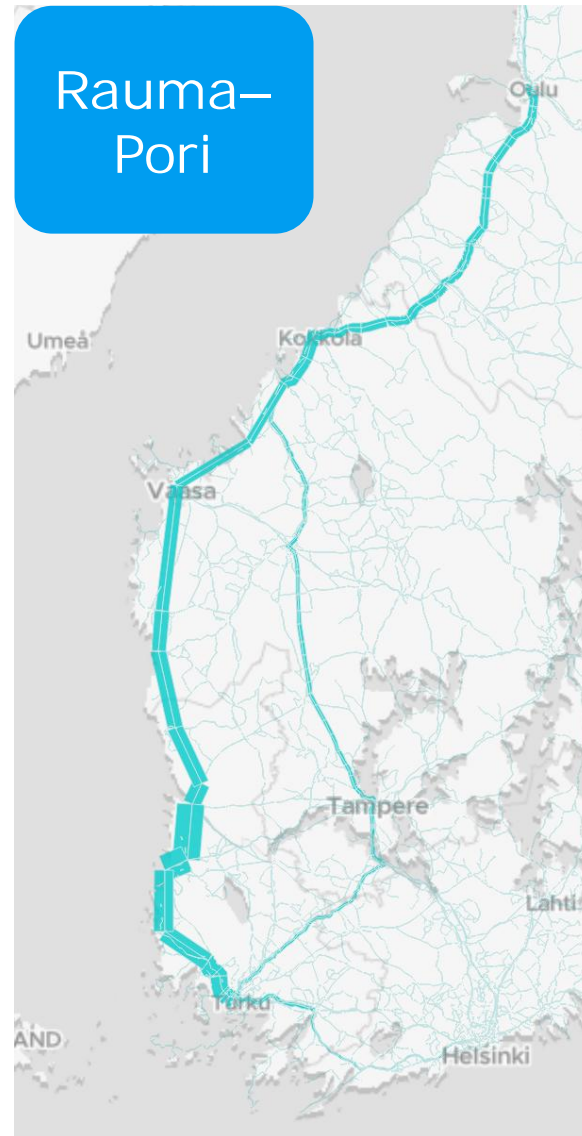 Rauma–
Pori
Oulu
Umeå
Kokkola
Vaasa
Tampere
Lahti
Turku
AND
Helsinki